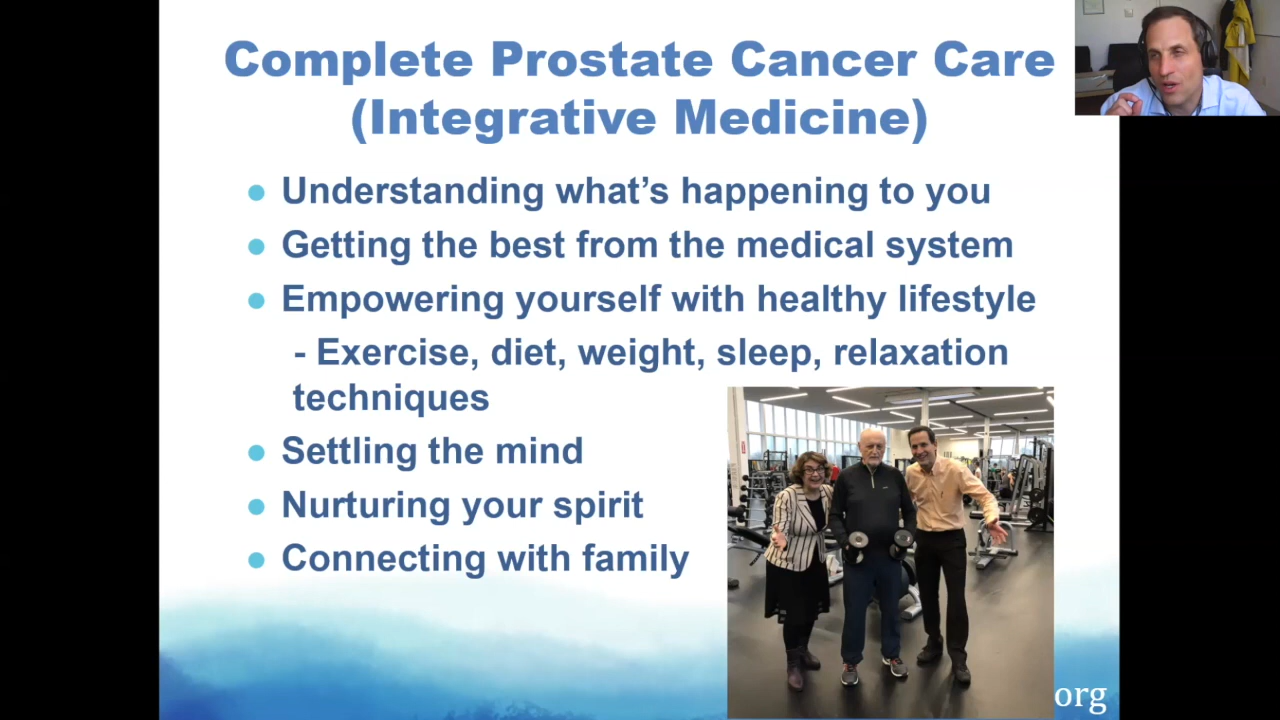 Complete Prostate Cancer Care
(Integrative Medicine)
● Understanding what’s happening to you
● Getting the best from the medical system
● Empowering yourself with healthy lifestyle
- Exercise, diet, weight, sleep, relaxation
techniques
● Settling the mind
● Nurturing your spirit
● Connecting with family
org